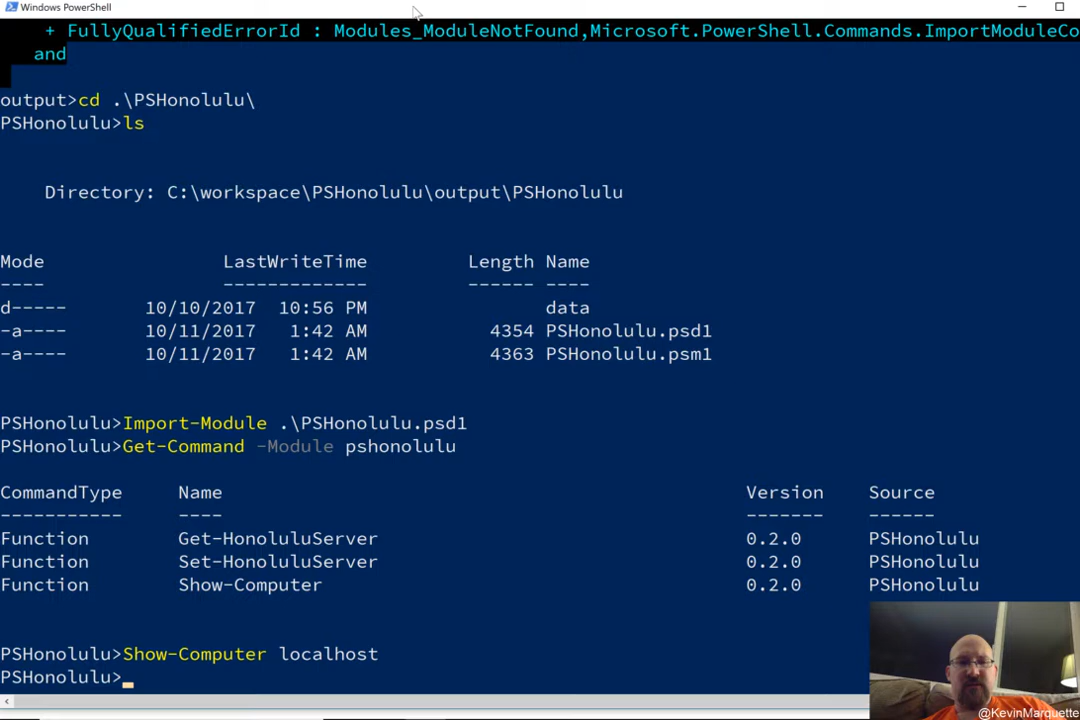 Windows PowerShell
+ FullyQualifiedErrorId : Modules_ModuleNotFound,Microsoft.PowerShell.Commands.ImportModuleCo
and
output>cd .\PSHonolulu\
PSHonolulu>ls
Directory: C:\workspace\PSHonolulu\output\PSHonolulu
Mode LastWriteTime Length Name
---- ------------- ------ ----
d----- 10/10/2017 10:56 PM data
-a---- 10/11/2017 1:42 AM 4354 PSHonolulu.psd1
-a---- 10/11/2017 1:42 AM 4363 PSHonolulu.psm1
PSHonolulu>Import-Module .\PSHonolulu.psd1
PSHonolulu>Get-Command -Module pshonolulu
CommandType Name Version Source
----------- ---- ------- ------
Function Get-HonoluluServer 0.2.0 PSHonolulu
Function Set-HonoluluServer 0.2.0 PSHonolulu
Function Show-Computer 0.2.0 PSHonolulu
PSHonolulu>Show-Computer localhost
PSHonolulu>_
@KevinMarquette